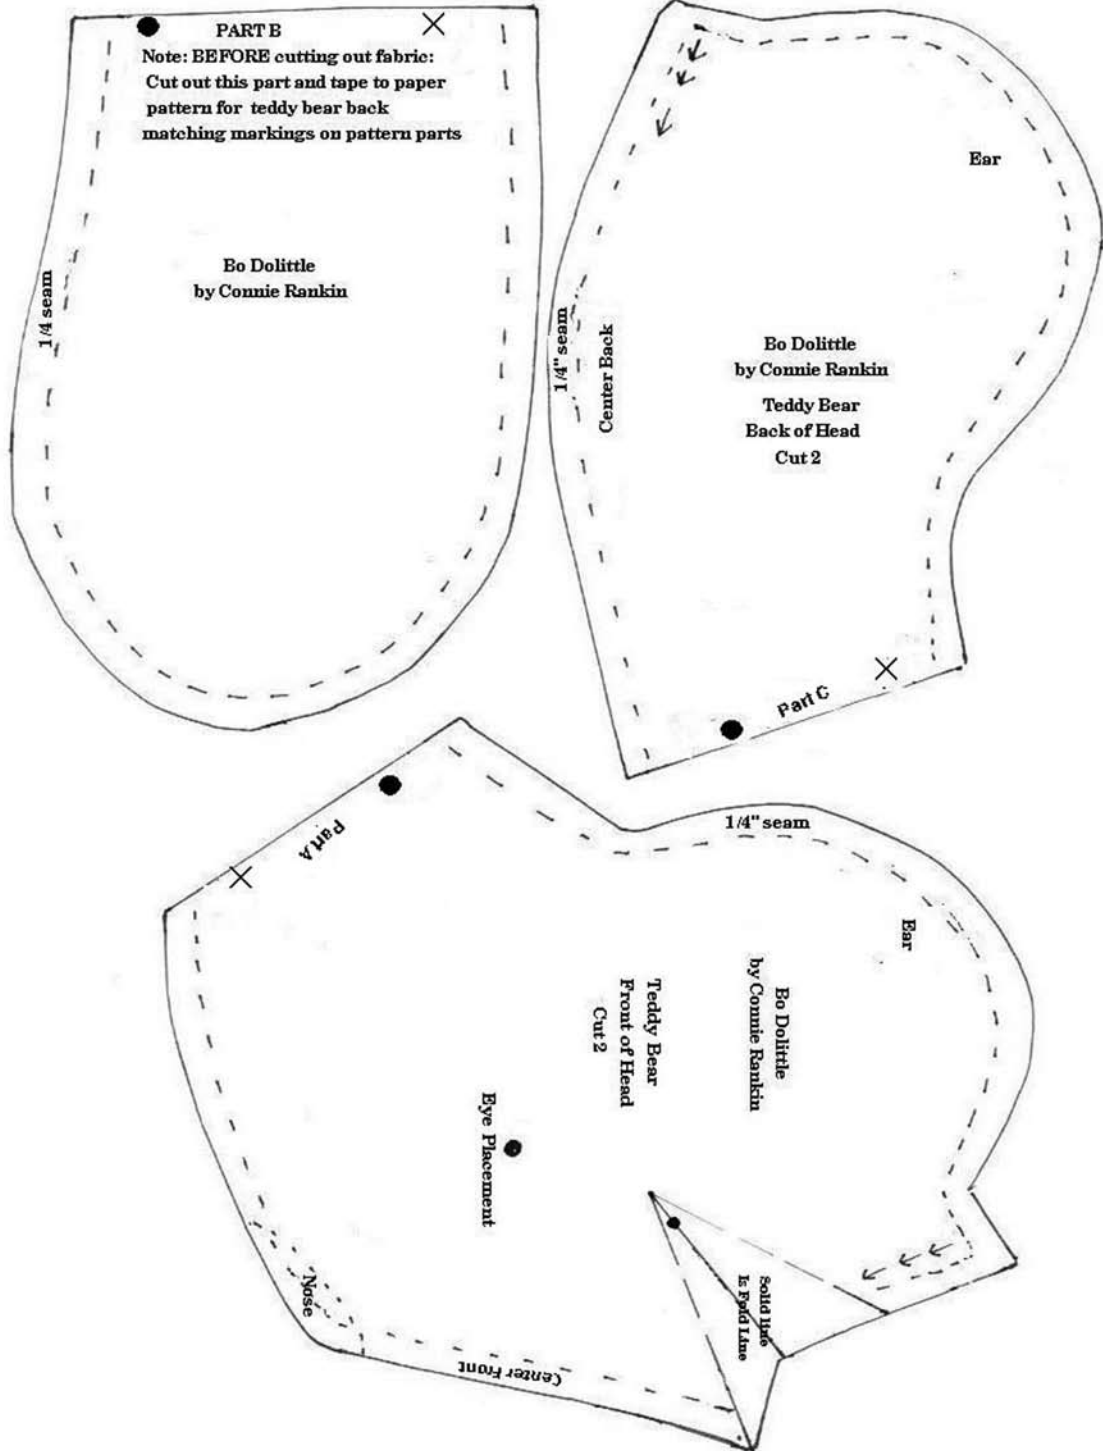 PART B
Note: BEFORE cutting out fabric:
Cut out this part and tape to paper
pattern for teddy bear back
matching markings on pattern parts
Bo Dolittle
by Connie Rankin
1/4 seam
Ear
1/4" seam
Center Back
Bo Dolittle
by Connie Rankin
Teddy Bear
Back of Head
Cut 2
Part C
Part A
1/4" seam
Ear
Bo Dolittle
by Connie Rankin
Teddy Bear
Front of Head
Cut 2
Eye Placement
Solid line
Is Fold Line
Nose
Center Front